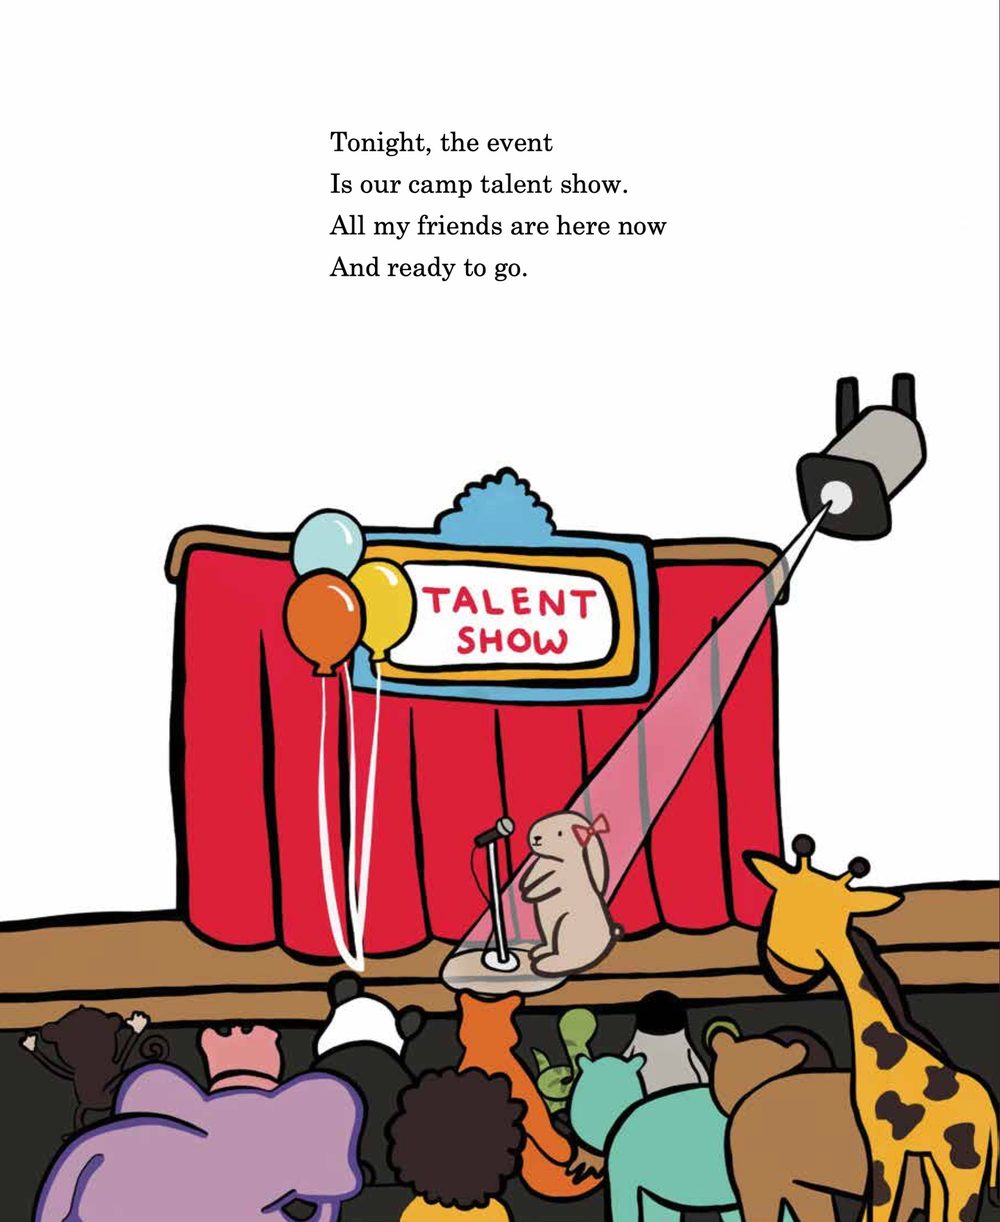 Tonight, the event
Is our camp talent show.
All my friends are here now
And ready to go.
TALENT
SHOW